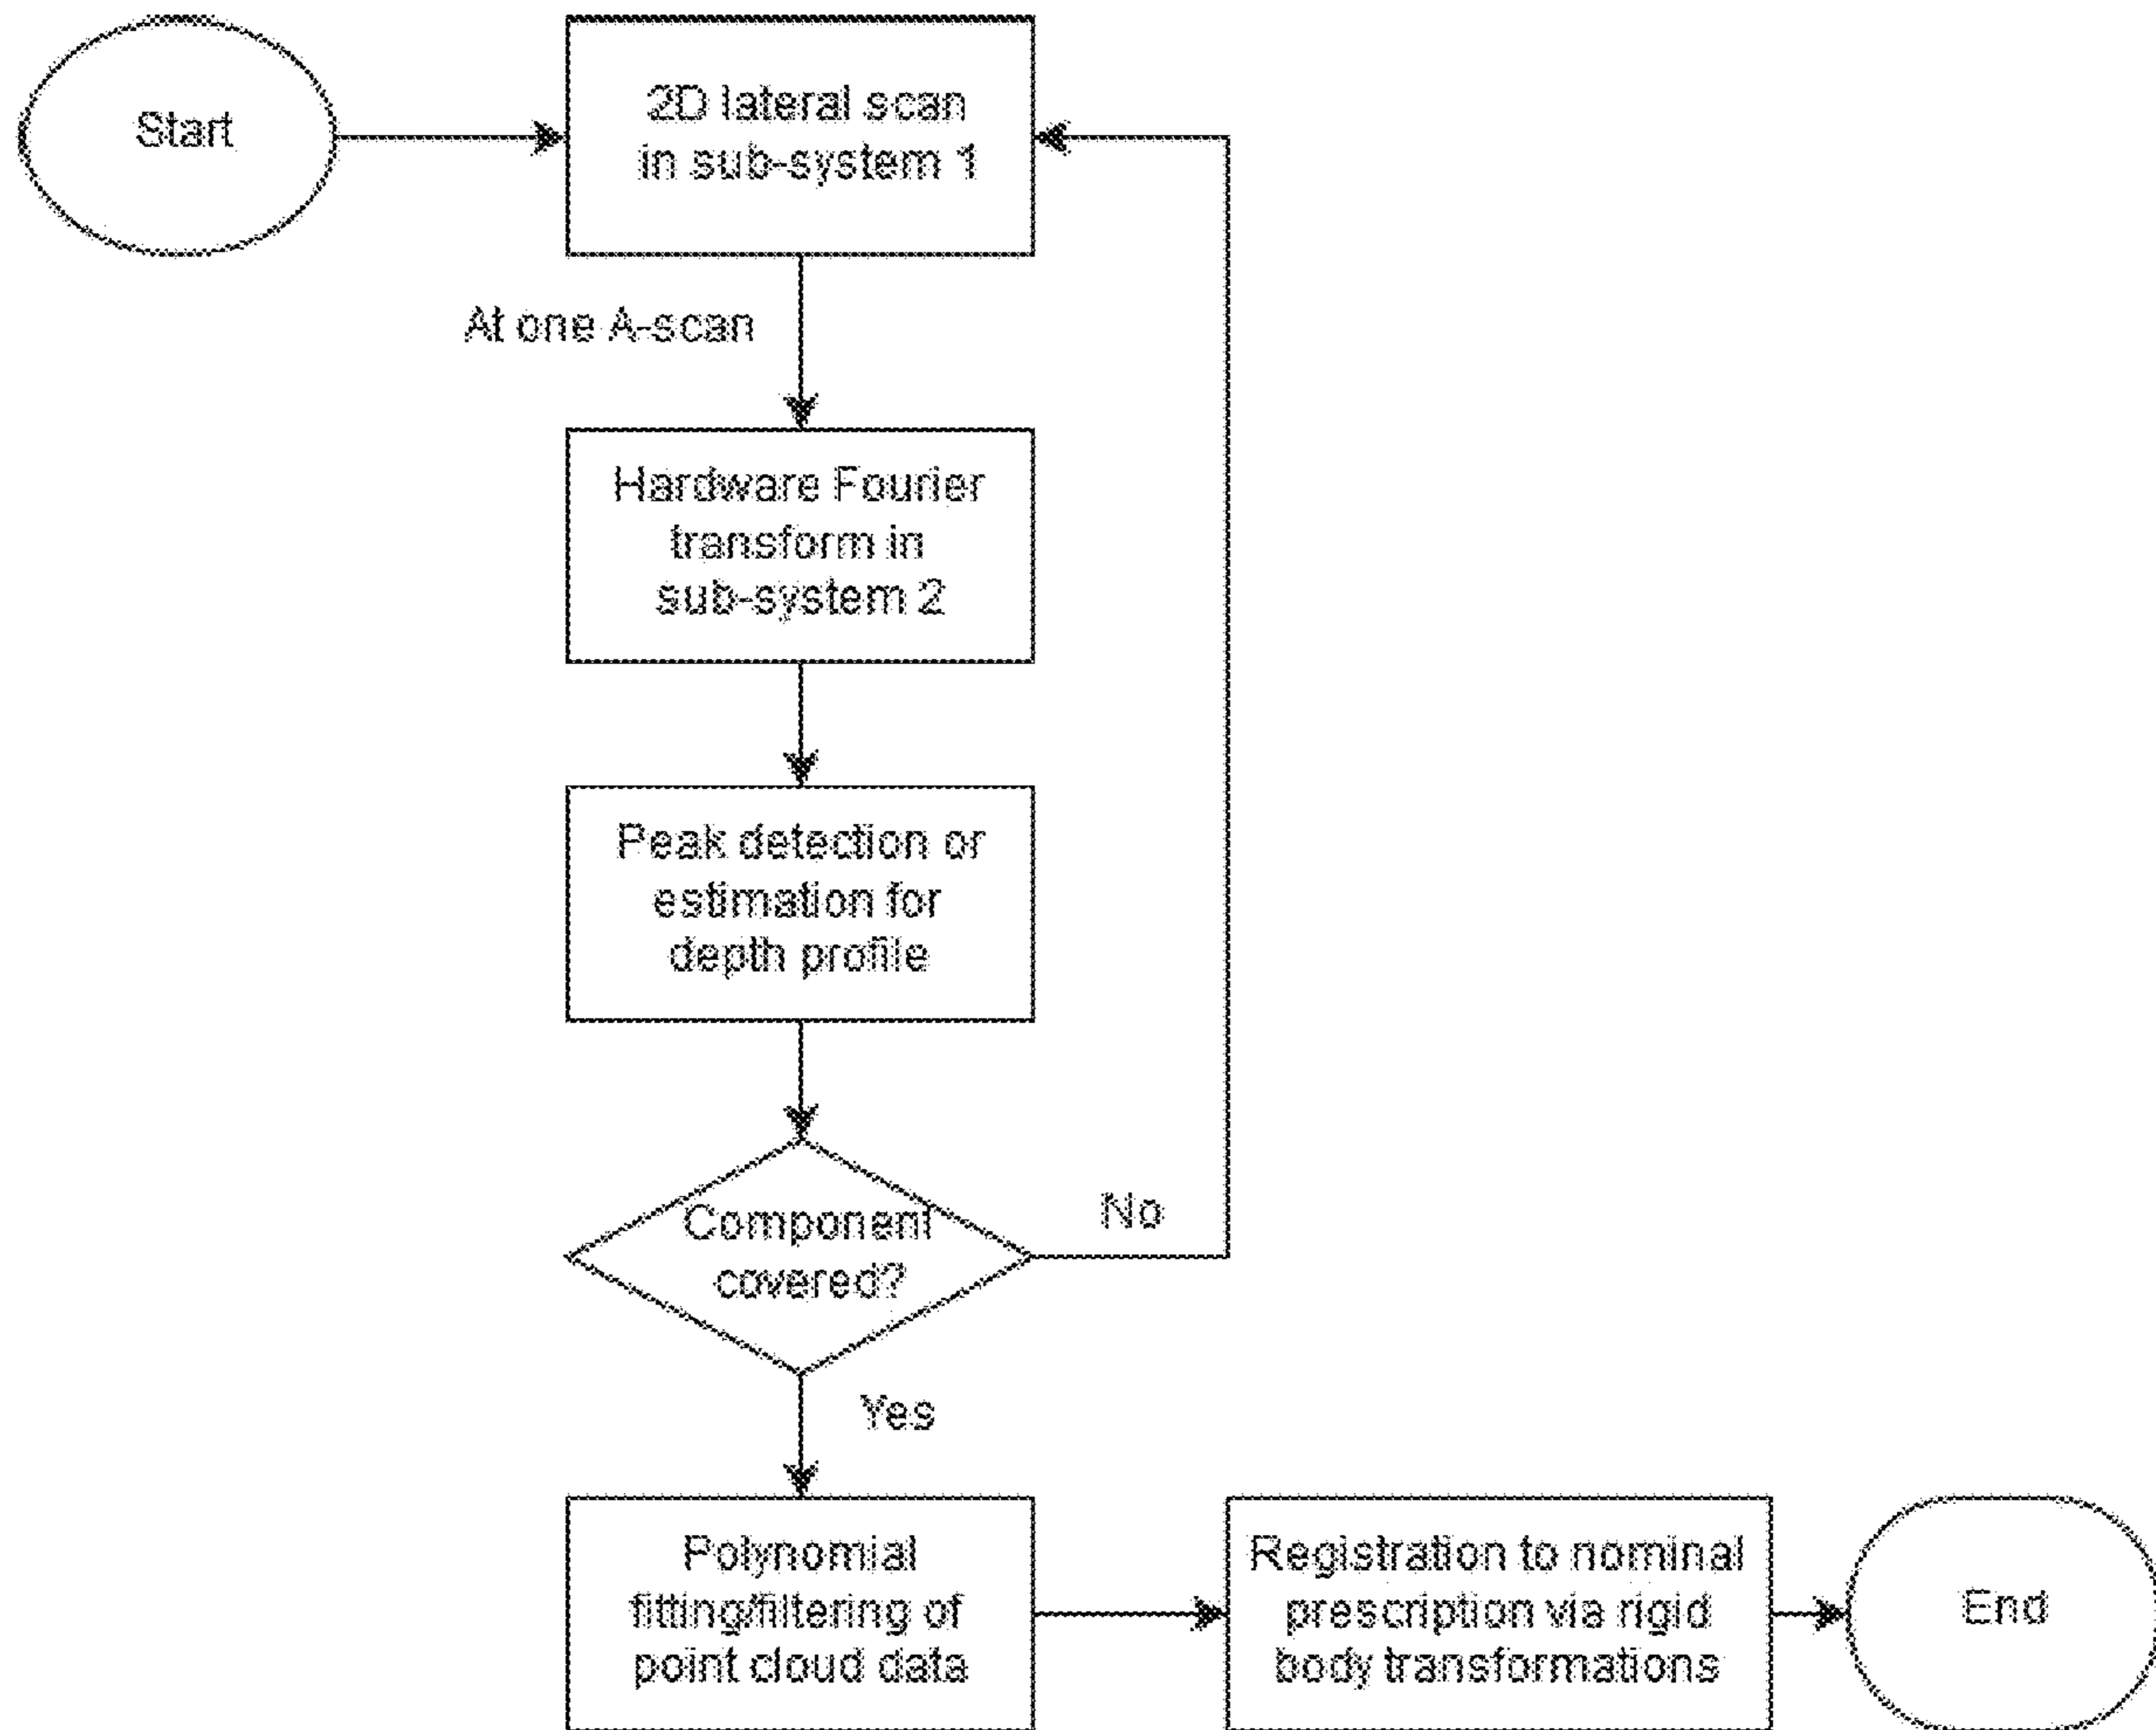 Start
2D lateral scan
in sub-system 1
At one A-scan
Hardware Fourier
transform in
sub-system 2
Peak detection or
estimation for
depth profile
Component
covered?
No
Yes
Polynomial
fitting/filtering of
point cloud data
Registration to nominal
prescription via rigid
body transformations
End